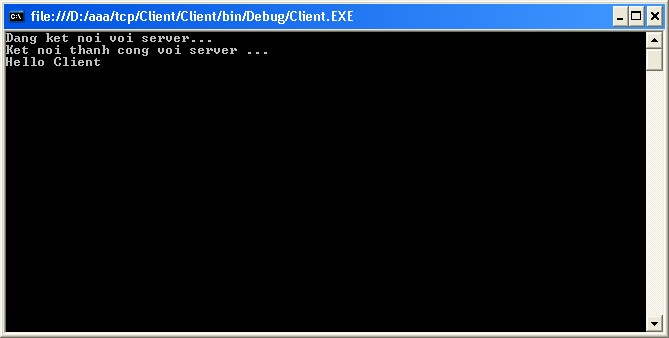 file:///D:/aaa/tcp/Client/Client/bin/Debug/Client.EXE
Dang ket noi voi server...
Ket noi thanh cong voi server ...
Hello Client